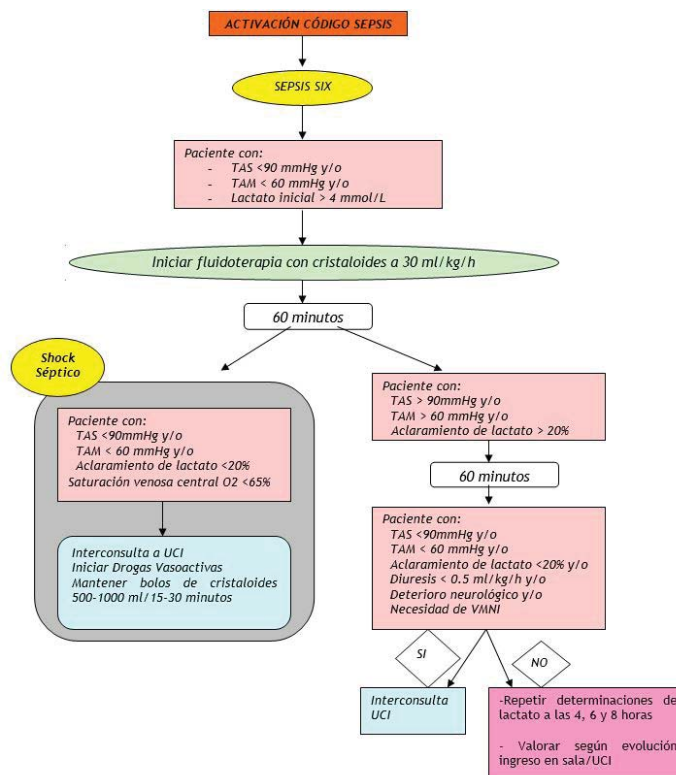 ACTIVACIÓN CÓDIGO SEPSIS
SEPSIS SIX
Paciente con:
- TAS <90 mmHg y/o
- TAM < 60 mmHg y/o
- Lactato inicial > 4 mmol/L
Iniciar fluidoterapia con cristaloides a 30 ml/kg/h
60 minutos
Shock
Séptico
Paciente con:
TAS <90mmHg y/o
TAM < 60 mmHg y/o
Aclaramiento de lactato <20%
Saturación venosa central O2 <65%
Interconsulta a UCI
Iniciar Drogas Vasoactivas
Mantener bolos de cristaloides
500-1000 ml/15-30 minutos
Paciente con:
TAS > 90mmHg y/o
TAM > 60 mmHg y/o
Aclaramiento de lactato > 20%
60 minutos
Paciente con:
TAS <90mmHg y/o
TAM < 60 mmHg y/o
Aclaramiento de lactato <20% y/o
Diuresis < 0.5 ml/kg/h y/o
Deterioro neurológico y/o
Necesidad de VMNI
SI
NO
Interconsulta
UCI
-Repetir determinaciones de
lactato a las 4, 6 y 8 horas
- Valorar según evolución
ingreso en sala/UCI